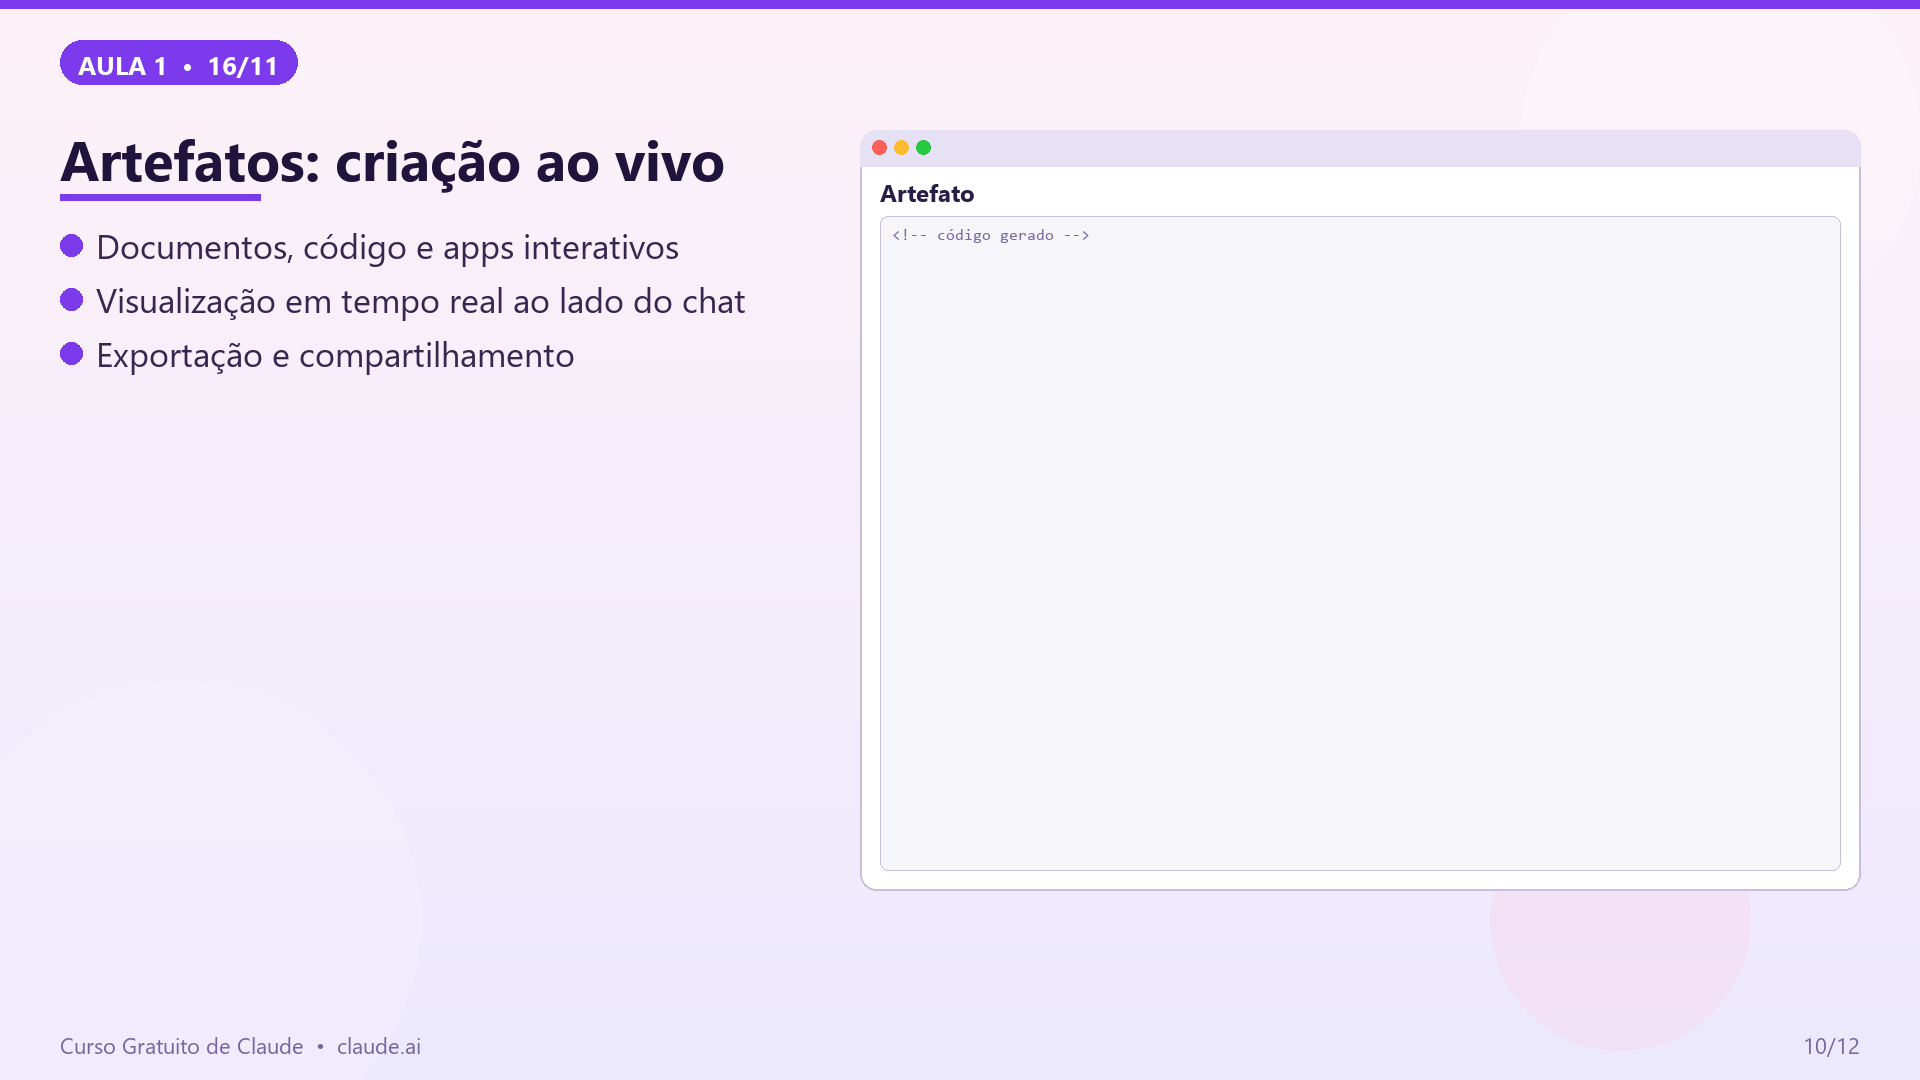 AULA 1 • 16/11
Artefatos: criação ao vivo
Documentos, código e apps interativos
Visualização em tempo real ao lado do chat
Exportação e compartilhamento
Artefato
<!-- código gerado -->
Curso Gratuito de Claude • claude.ai
10/12